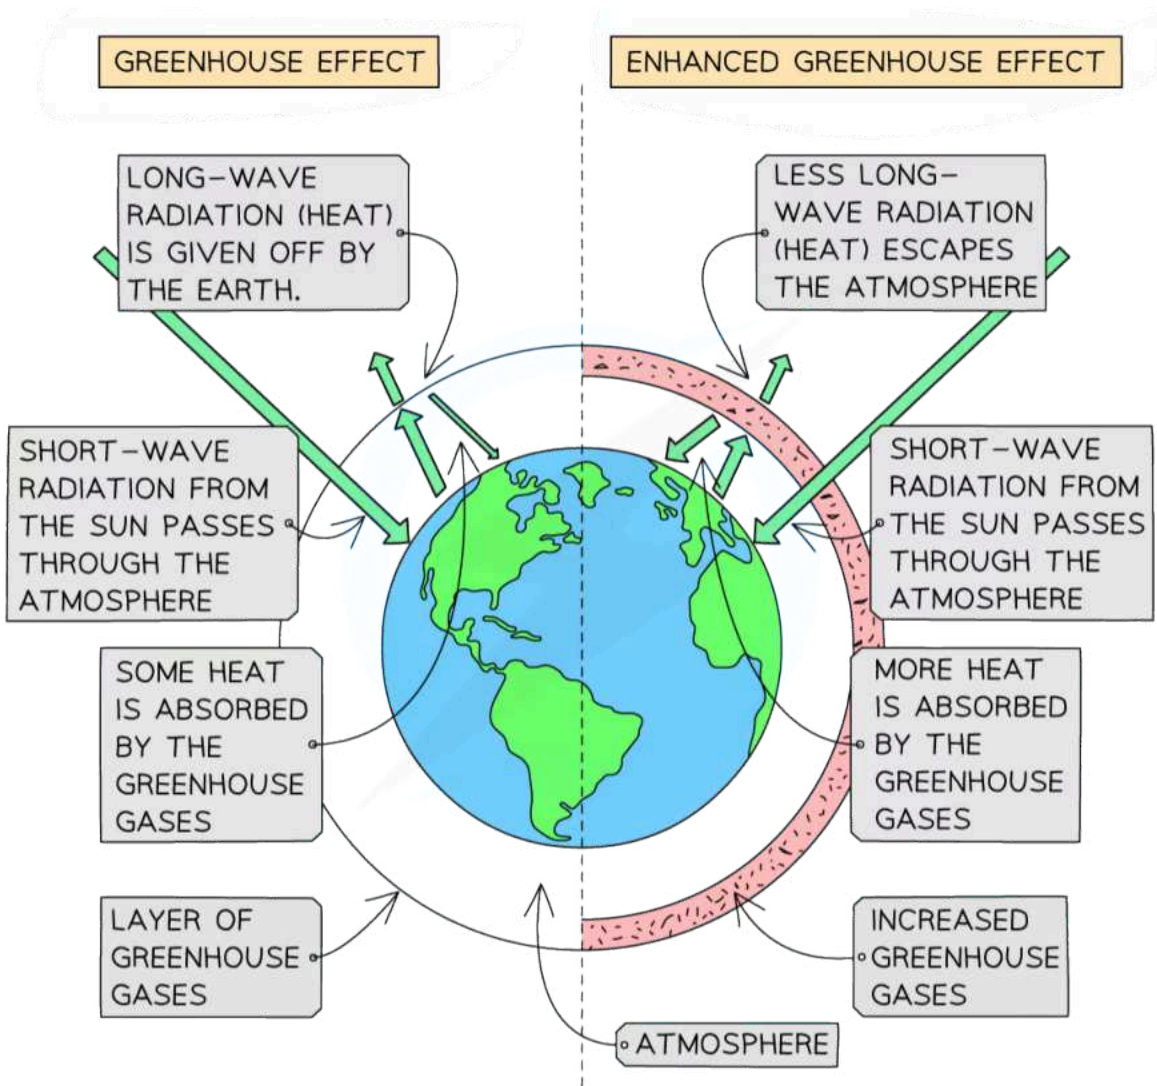 GREENHOUSE EFFECT
ENHANCED GREENHOUSE EFFECT
LONG-WAVE
RADIATION (HEAT)
IS GIVEN OFF BY
THE EARTH.
LESS LONG-
WAVE RADIATION
(HEAT) ESCAPES
THE ATMOSPHERE
SHORT-WAVE
RADIATION FROM
THE SUN PASSES
THROUGH THE
ATMOSPHERE
SHORT-WAVE
RADIATION FROM
THE SUN PASSES
THROUGH THE
ATMOSPHERE
SOME HEAT
IS ABSORBED
BY THE
GREENHOUSE
GASES
MORE HEAT
IS ABSORBED
BY THE
GREENHOUSE
GASES
LAYER OF
GREENHOUSE
GASES
INCREASED
GREENHOUSE
GASES
ATMOSPHERE